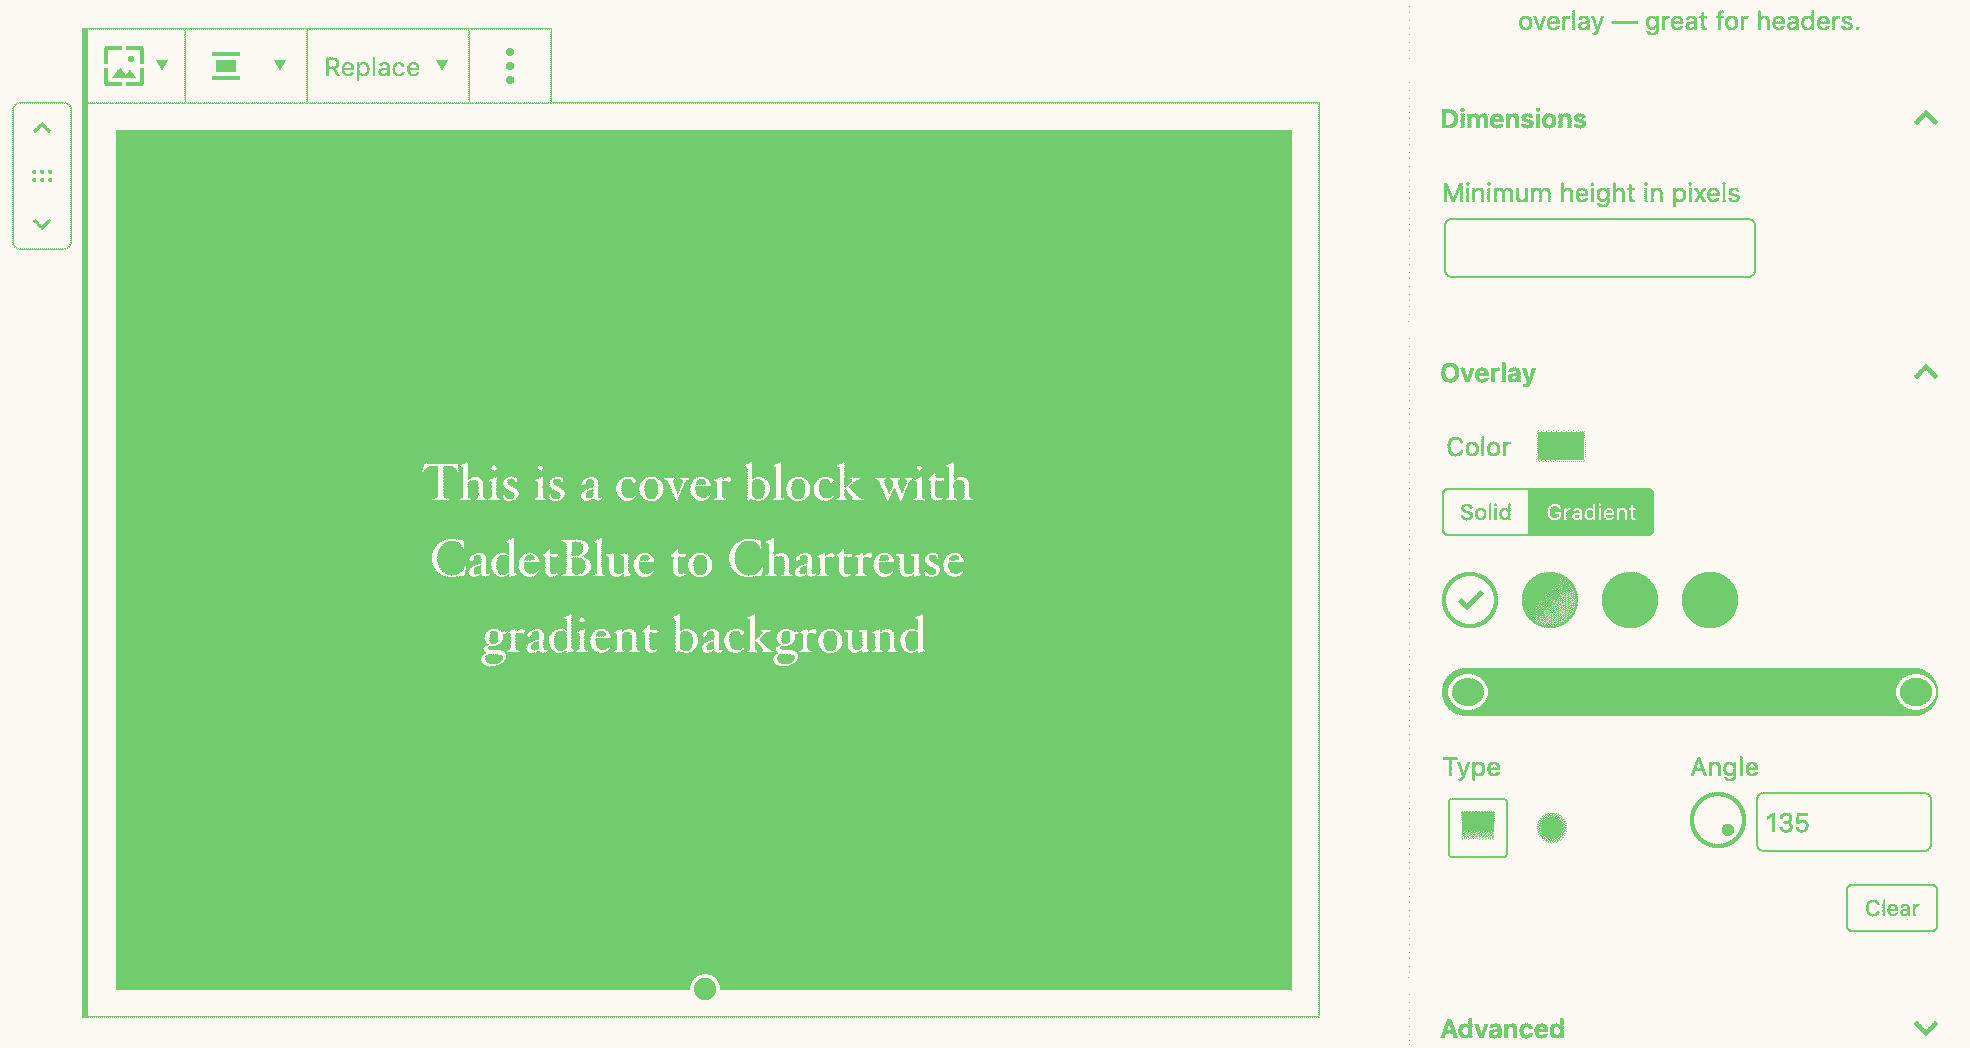 Replace
This is a cover block with
CadetBlue to Chartreuse
gradient background
overlay — great for headers.
Dimensions
Minimum height in pixels
Overlay
Color
Solid
Gradient
Type
Angle
135
Clear
Advanced